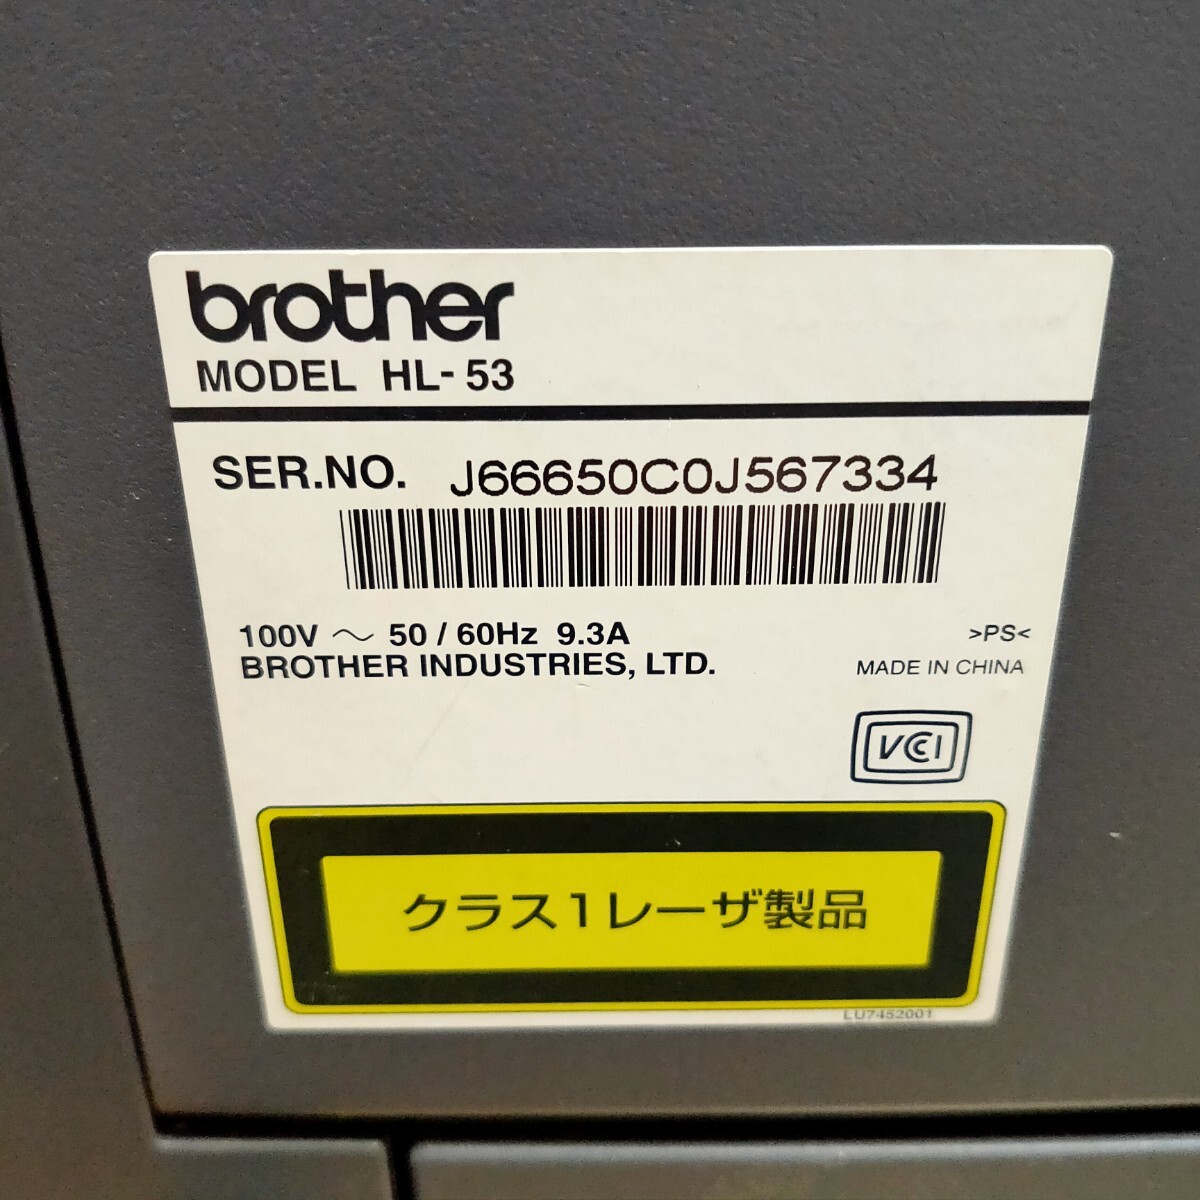 brother
MODEL HL-53
SER.NO. J66650C0J567334
100V ～ 50 / 60Hz 9.3A
BROTHER INDUSTRIES, LTD.
>PS<
MADE IN CHINA
VCCI
クラス1レーザ製品
LU7452001